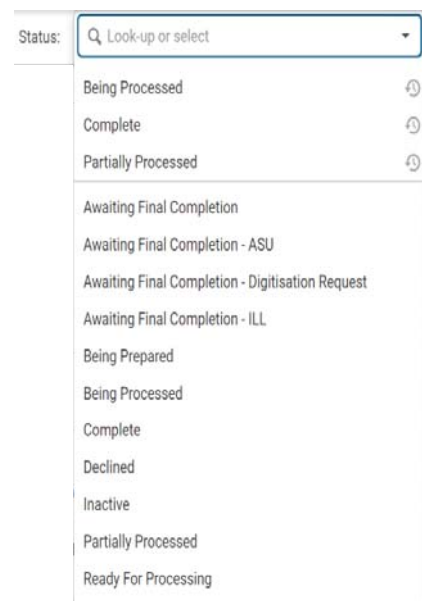 Status:
Look-up or select
Being Processed
Complete
Partially Processed
Awaiting Final Completion
Awaiting Final Completion - ASU
Awaiting Final Completion - Digitisation Request
Awaiting Final Completion - ILL
Being Prepared
Being Processed
Complete
Declined
Inactive
Partially Processed
Ready For Processing